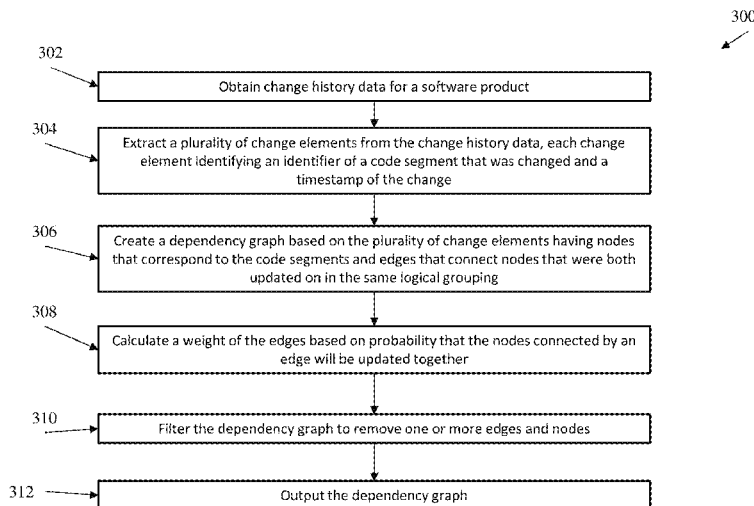 300
302
Obtain change history data for a software product
304
Extract a plurality of change elements from the change history data, each change
element identifying an identifier of a code segment that was changed and a
timestamp of the change
306
Create a dependency graph based on the plurality of change elements having nodes
that correspond to the code segments and edges that connect nodes that were both
updated on in the same logical grouping
308
Calculate a weight of the edges based on probability that the nodes connected by an
edge will be updated together
310
Filter the dependency graph to remove one or more edges and nodes
312
Output the dependency graph